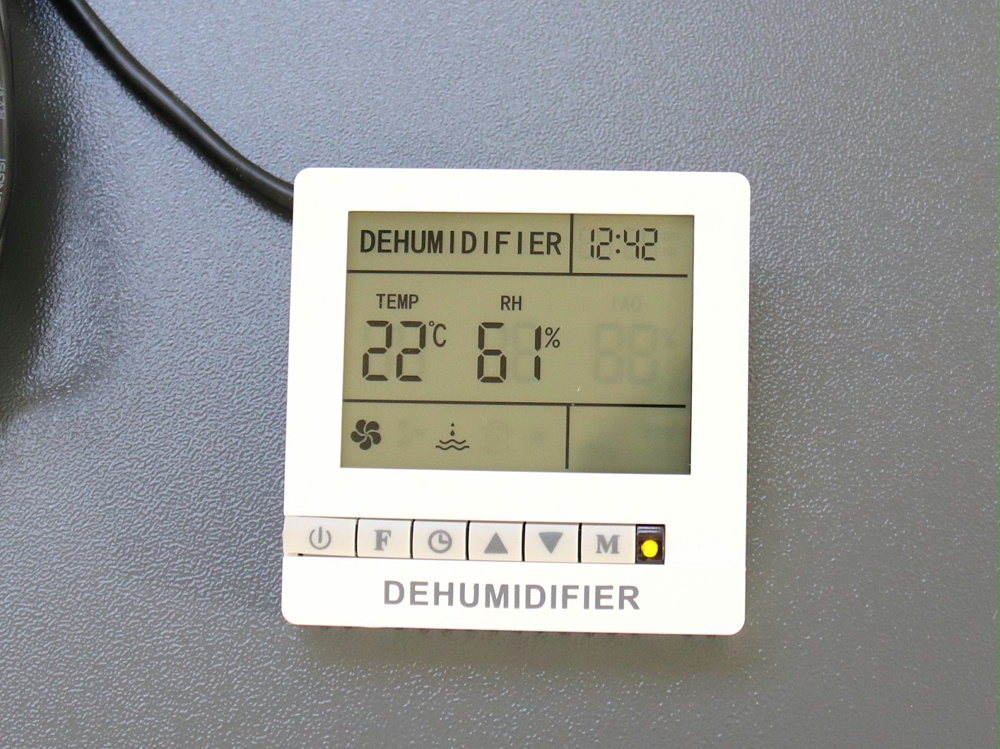 DEHUMIDIFIER 12:42
TEMP RH
22°C 61%
F M
DEHUMIDIFIER